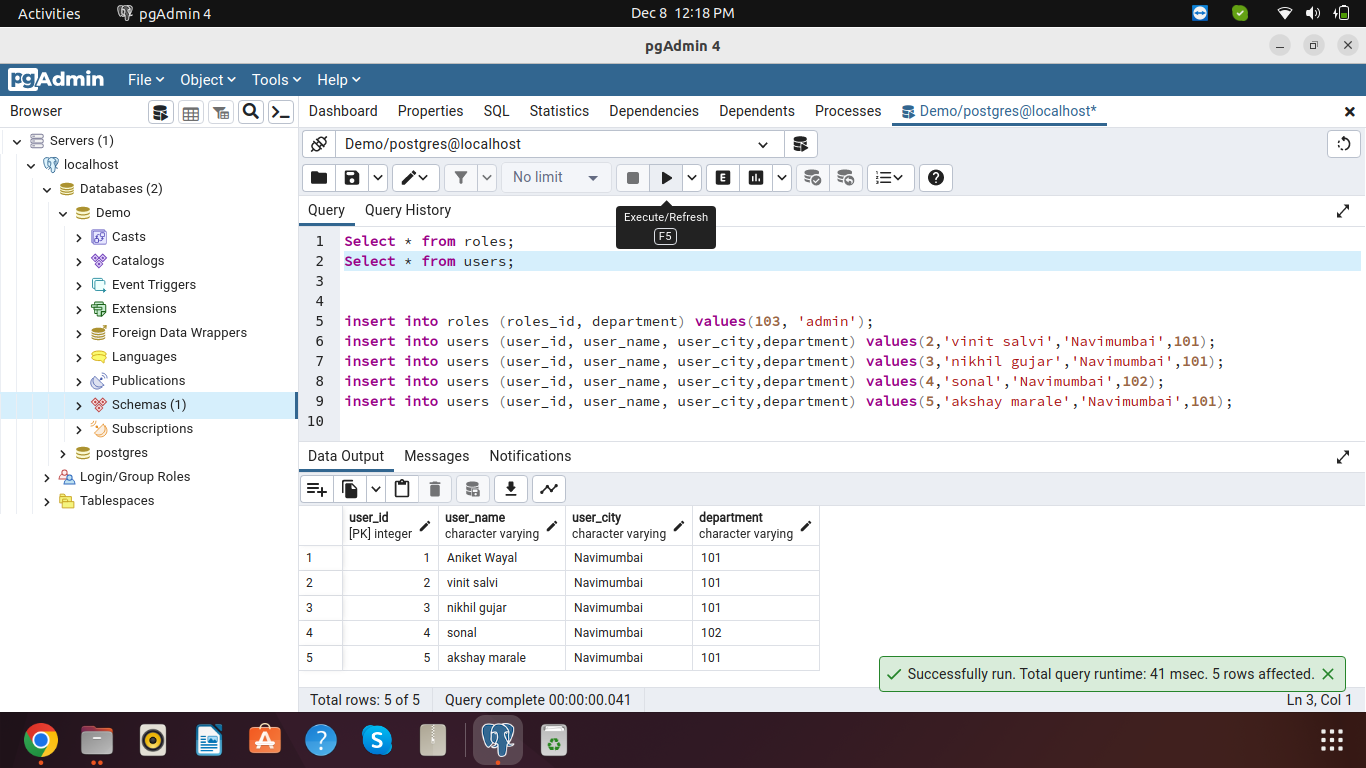 Activities pgAdmin 4 Dec 8 12:18 PM
pgAdmin 4
pgAdmin File Object Tools Help
Browser
Dashboard Properties SQL Statistics Dependencies Dependents Processes Demo/postgres@localhost*
Servers (1)
localhost
Databases (2)
Demo
Casts
Catalogs
Event Triggers
Extensions
Foreign Data Wrappers
Languages
Publications
Schemas (1)
Subscriptions
postgres
Login/Group Roles
Tablespaces
Demo/postgres@localhost
No limit E
Query Query History
Execute/Refresh
F5
1 Select * from roles;
2 Select * from users;
3
4
5 insert into roles (roles_id, department) values(103, 'admin');
6 insert into users (user_id, user_name, user_city,department) values(2,'vinit salvi','Navimumbai',101);
7 insert into users (user_id, user_name, user_city,department) values(3,'nikhil gujar','Navimumbai',101);
8 insert into users (user_id, user_name, user_city,department) values(4,'sonal','Navimumbai',102);
9 insert into users (user_id, user_name, user_city,department) values(5,'akshay marale','Navimumbai',101);
10
Data Output Messages Notifications
user_id user_name user_city department
[PK] integer character varying character varying character varying
1 1 Aniket Wayal Navimumbai 101
2 2 vinit salvi Navimumbai 101
3 3 nikhil gujar Navimumbai 101
4 4 sonal Navimumbai 102
5 5 akshay marale Navimumbai 101
Successfully run. Total query runtime: 41 msec. 5 rows affected.
Total rows: 5 of 5 Query complete 00:00:00.041 Ln 3, Col 1